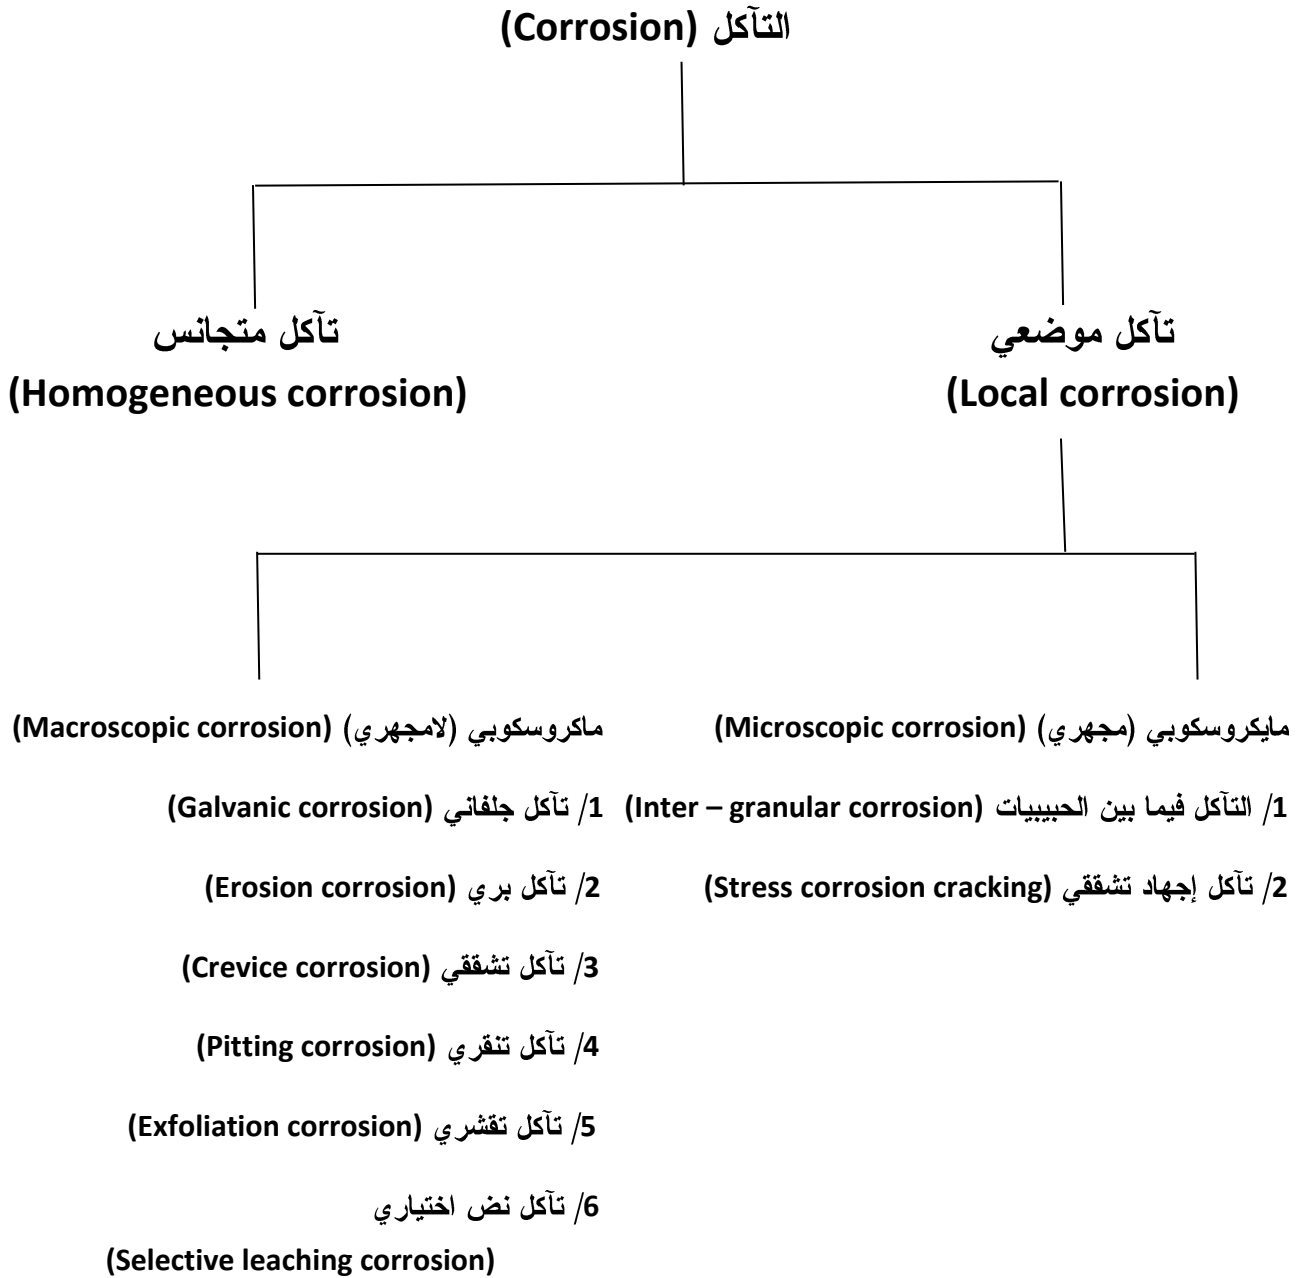 التآكل (Corrosion)
تآكل موضعي
(Local corrosion)
تآكل متجانس
(Homogeneous corrosion)
مايكروسكوبي (مجهري) (Microscopic corrosion)
1/ التآكل فيما بين الحبيبيات (Inter – granular corrosion)
2/ تآكل إجهاد تشققي (Stress corrosion cracking)
ماكروسكوبي (لامجهري) (Macroscopic corrosion)
1/ تآكل جلفاني (Galvanic corrosion)
2/ تآكل بري (Erosion corrosion)
3/ تآكل تشققي (Crevice corrosion)
4/ تآكل تنقري (Pitting corrosion)
5/ تآكل تقشري (Exfoliation corrosion)
6/ تآكل نض اختياري
(Selective leaching corrosion)